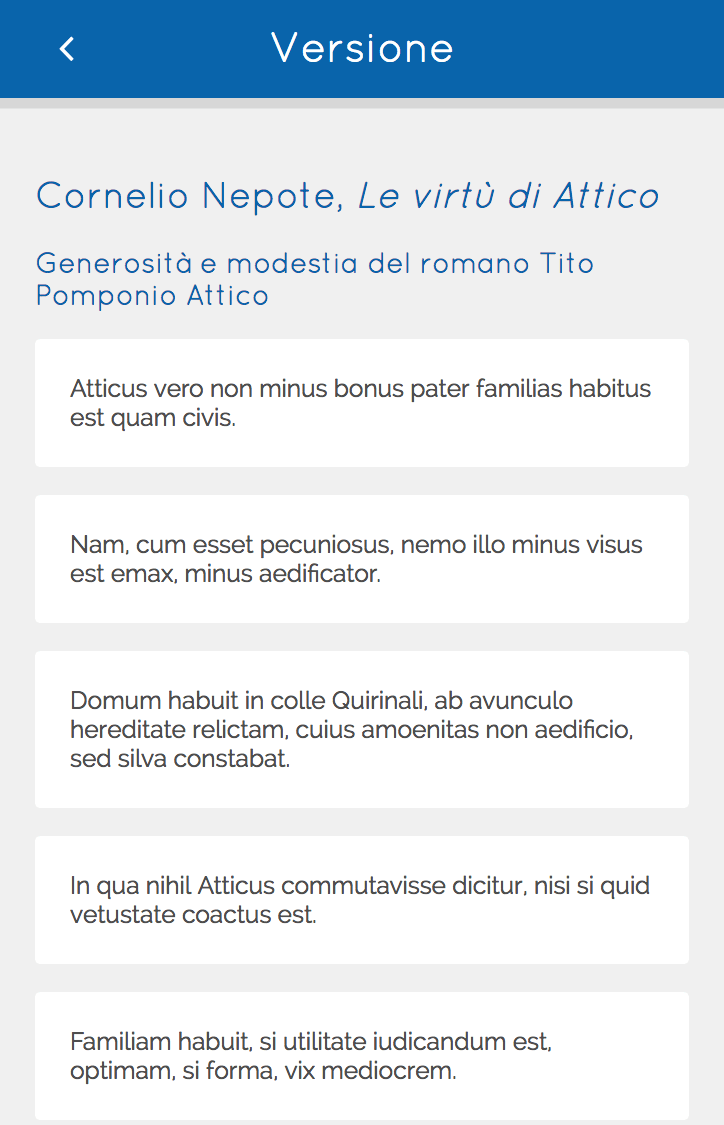 Versione
Cornelio Nepote, Le virtù di Attico
Generosità e modestia del romano Tito
Pomponio Attico
Atticus vero non minus bonus pater familias habitus
est quam civis.
Nam, cum esset pecuniosus, nemo illo minus visus
est emax, minus aedificator.
Domum habuit in colle Quirinali, ab avunculo
hereditate relictam, cuius amoenitas non aedificio,
sed silva constabat.
In qua nihil Atticus commutavisse dicitur, nisi si quid
vetustate coactus est.
Familiam habuit, si utilitate iudicandum est,
optimam, si forma, vix mediocrem.